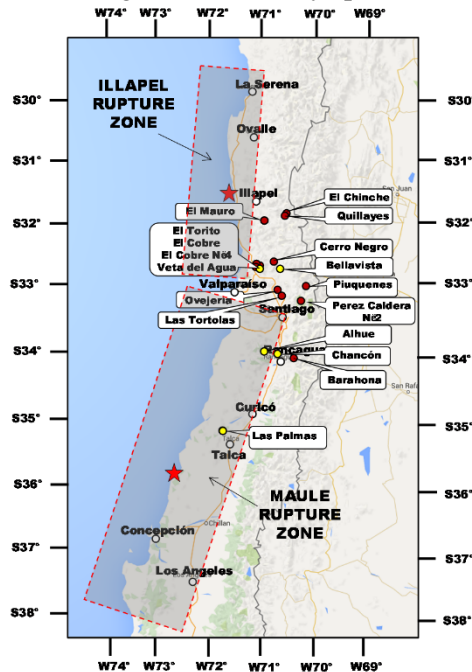 W74° W73° W72° W71° W70° W69°
S30°
S31°
S32°
S33°
S34°
S35°
S36°
S37°
S38°
ILLAPEL
RUPTURE
ZONE
La Serena
Ovalle
Illapel
San Juan
El Chinche
Quillayes
El Mauro
El Torito
El Cobre
El Cobre Nº4
Veta del Agua
Cerro Negro
Bellavista
Valparaíso
Piuquenes
Ovejería
Santiago
Perez Caldera
Nº2
Las Tortolas
Alhue
Chancón
Barahona
San Rafa
Curicó
Las Palmas
Talca
Talca
MAULE
RUPTURE
ZONE
Concepción
Chillan
Los Angeles
S30°
S31°
S32°
S33°
S34°
S35°
S36°
S37°
S38°
W74° W73° W72° W71° W70° W69°